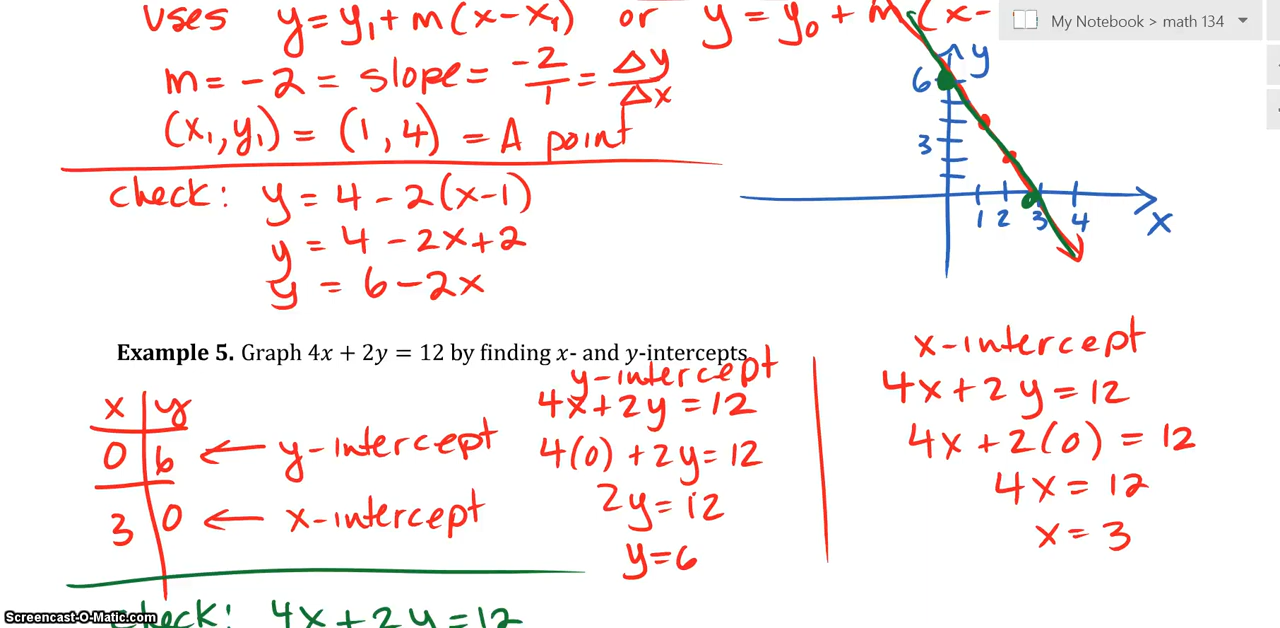 uses y = y₁ + m(x - x₁) or y = y₀ + m(x-
My Notebook > math 134
m = -2 = slope = -2/1 = Δy/Δx
(x₁, y₁) = (1, 4) = A point
check: y = 4 - 2(x-1)
y = 4 - 2x + 2
y = 6 - 2x
y
6
3
1 2 3 4
x
Example 5. Graph 4x + 2y = 12 by finding x- and y-intercepts.
x | y
0 | 6 ← y-intercept
3 | 0 ← x-intercept
y-intercept
4x + 2y = 12
4(0) + 2y = 12
2y = 12
y = 6
x-intercept
4x + 2y = 12
4x + 2(0) = 12
4x = 12
x = 3
check: 4x + 2y = 12
Screencast-O-Matic.com